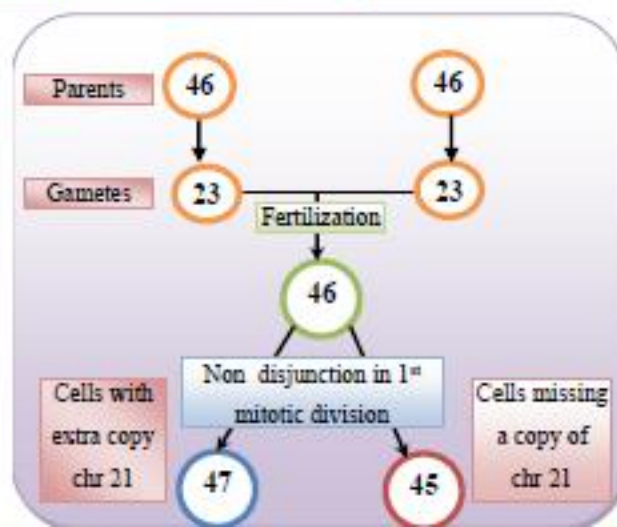 Parents
46
46
Gametes
23
23
Fertilization
46
Non disjunction in 1st
mitotic division
Cells with
extra copy
chr 21
Cells missing
a copy of
chr 21
47
45